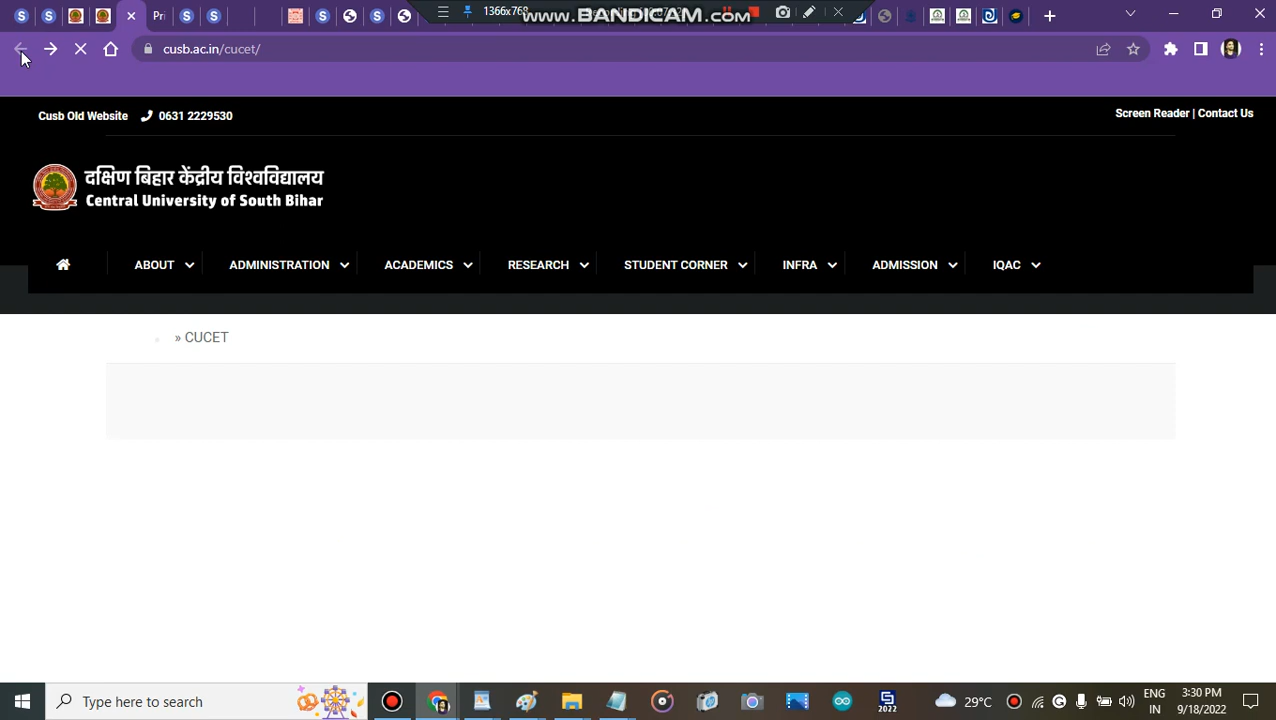 Pri
1366x768
www.BANDICAM.com
cusb.ac.in/cucet/
Cusb Old Website 0631 2229530
Screen Reader | Contact Us
दक्षिण बिहार केंद्रीय विश्वविद्यालय
Central University of South Bihar
ABOUT ADMINISTRATION ACADEMICS RESEARCH STUDENT CORNER INFRA ADMISSION IQAC
» CUCET
Type here to search
2022
29°C
ENG
IN
3:30 PM
9/18/2022